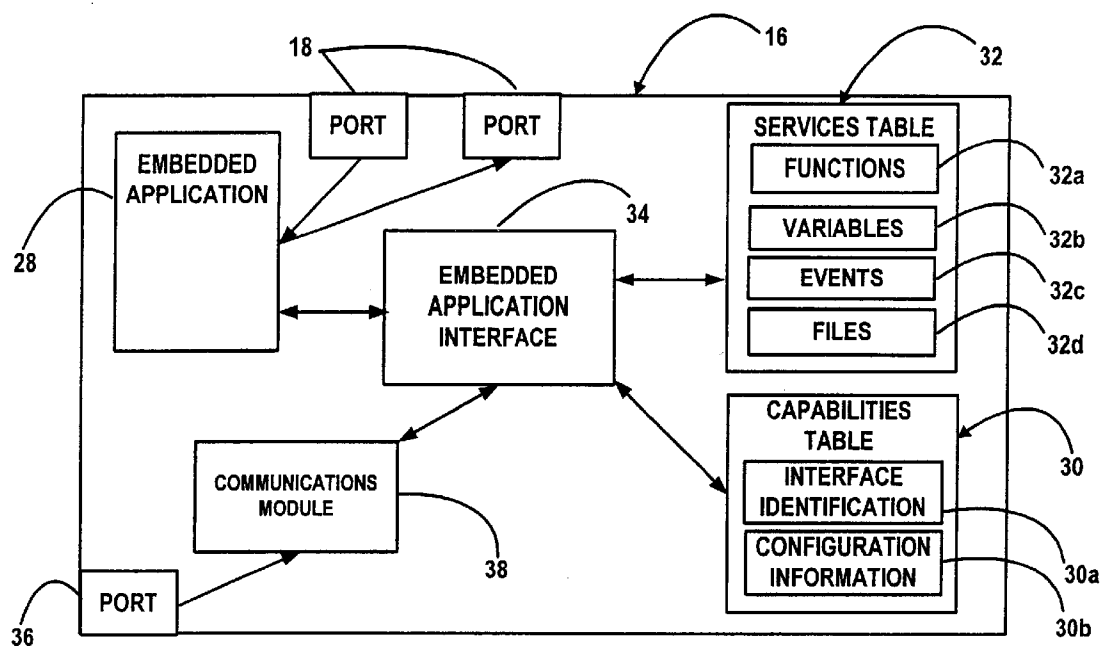 18
16
32
PORT
PORT
SERVICES TABLE
EMBEDDED
APPLICATION
FUNCTIONS
32a
34
VARIABLES
32b
28
EMBEDDED
APPLICATION
INTERFACE
EVENTS
32c
FILES
32d
CAPABILITIES
TABLE
30
COMMUNICATIONS
MODULE
INTERFACE
IDENTIFICATION
38
CONFIGURATION
INFORMATION
30a
PORT
36
30b